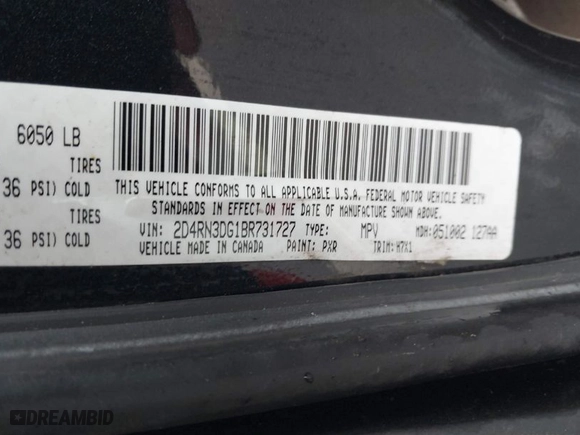 6050 LB
TIRES
36 PSI) COLD
TIRES
36 PSI) COLD
THIS VEHICLE CONFORMS TO ALL APPLICABLE U.S.A. FEDERAL MOTOR VEHICLE SAFETY
STANDARDS IN EFFECT ON THE DATE OF MANUFACTURE SHOWN ABOVE.
VIN: 2D4RN3DG1BR731727 TYPE: MPV MDH: 051002 127AA
VEHICLE MADE IN CANADA PAINT: PXR TRIM: H7X1
DREAMBID